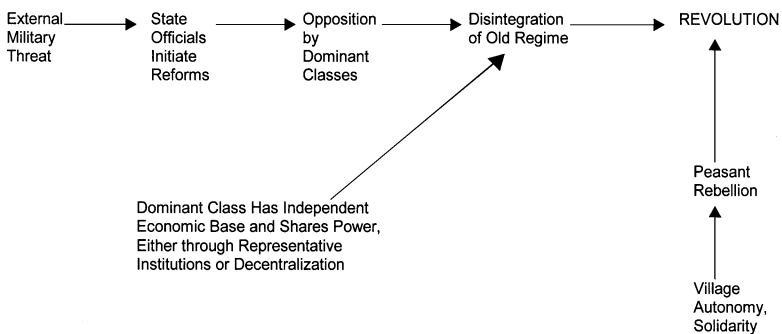 External
Military
Threat
State
Officials
Initiate
Reforms
Opposition
by
Dominant
Classes
Disintegration
of Old Regime
REVOLUTION
Dominant Class Has Independent
Economic Base and Shares Power,
Either through Representative
Institutions or Decentralization
Peasant
Rebellion
Village
Autonomy,
Solidarity